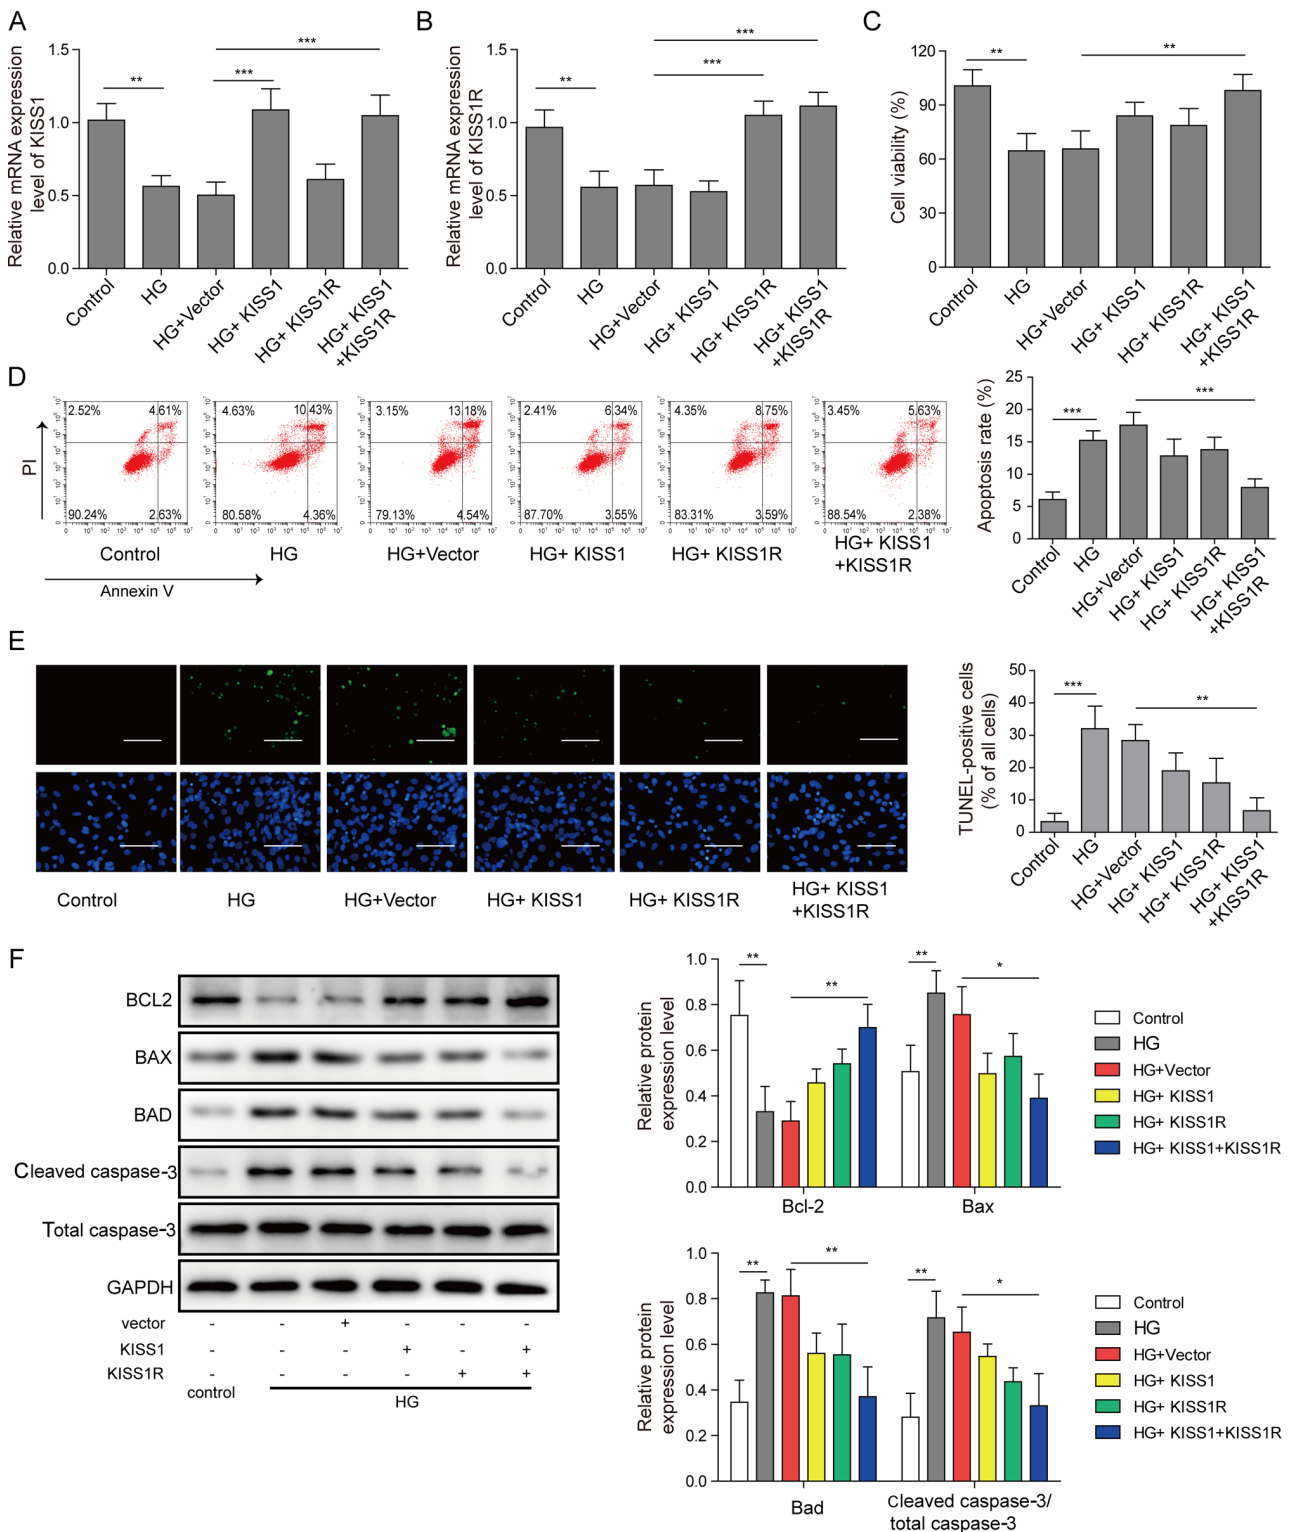 A
Relative mRNA expression
level of KISS1
1.5
1.0
0.5
0.0
**
***
***
Control
HG
HG+Vector
HG+ KISS1
HG+ KISS1R
HG+ KISS1
+KISS1R
B
Relative mRNA expression
level of KISS1R
1.5
1.0
0.5
0.0
**
***
***
Control
HG
HG+Vector
HG+ KISS1
HG+ KISS1R
HG+ KISS1
+KISS1R
C
Cell viability (%)
120
90
60
30
0
**
**
Control
HG
HG+Vector
HG+ KISS1
HG+ KISS1R
HG+ KISS1
+KISS1R
D
PI
2.52% 4.61%
90.24% 2.63%
Control
4.63% 10.43%
80.58% 4.36%
HG
3.15% 13.18%
79.13% 4.54%
HG+Vector
2.41% 6.34%
87.70% 3.55%
HG+ KISS1
4.35% 8.75%
83.31% 3.59%
HG+ KISS1R
3.45% 5.63%
88.54% 2.38%
HG+ KISS1
+KISS1R
Annexin V
Apoptosis rate (%)
25
20
15
10
5
0
***
***
Control
HG
HG+Vector
HG+ KISS1
HG+ KISS1R
HG+ KISS1
+KISS1R
E
Control
HG
HG+Vector
HG+ KISS1
HG+ KISS1R
HG+ KISS1
+KISS1R
TUNEL-positive cells
(% of all cells)
50
40
30
20
10
0
***
**
Control
HG
HG+Vector
HG+ KISS1
HG+ KISS1R
HG+ KISS1
+KISS1R
F
BCL2
BAX
BAD
Cleaved caspase-3
Total caspase-3
GAPDH
vector - - + - - -
KISS1 - - - + - +
KISS1R - - - - + +
control
HG
Relative protein
expression level
1.0
0.8
0.6
0.4
0.2
0.0
**
**
**
*
Bcl-2
Bax
Control
HG
HG+Vector
HG+ KISS1
HG+ KISS1R
HG+ KISS1+KISS1R
Relative protein
expression level
1.0
0.8
0.6
0.4
0.2
0.0
**
**
**
*
Bad
Cleaved caspase-3/
total caspase-3
Control
HG
HG+Vector
HG+ KISS1
HG+ KISS1R
HG+ KISS1+KISS1R